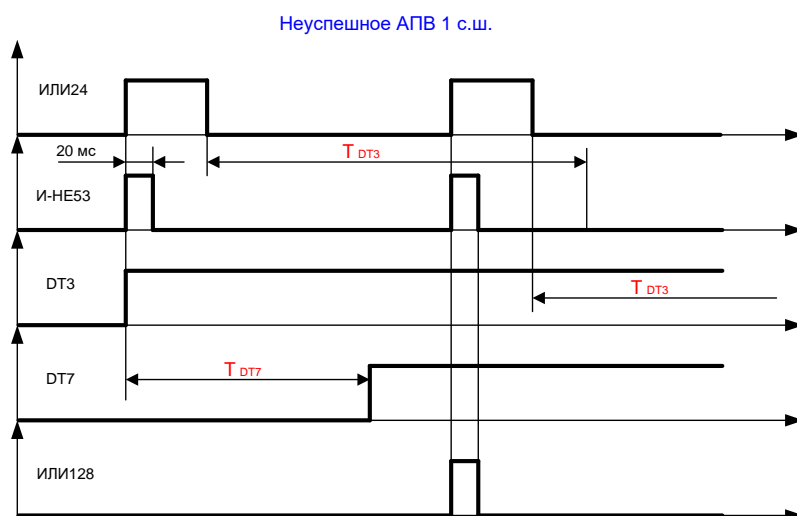 Неуспешное АПВ 1 с.ш.
ИЛИ24
20 мс
T DT3
И-НЕ53
DT3
T DT3
DT7
T DT7
ИЛИ128